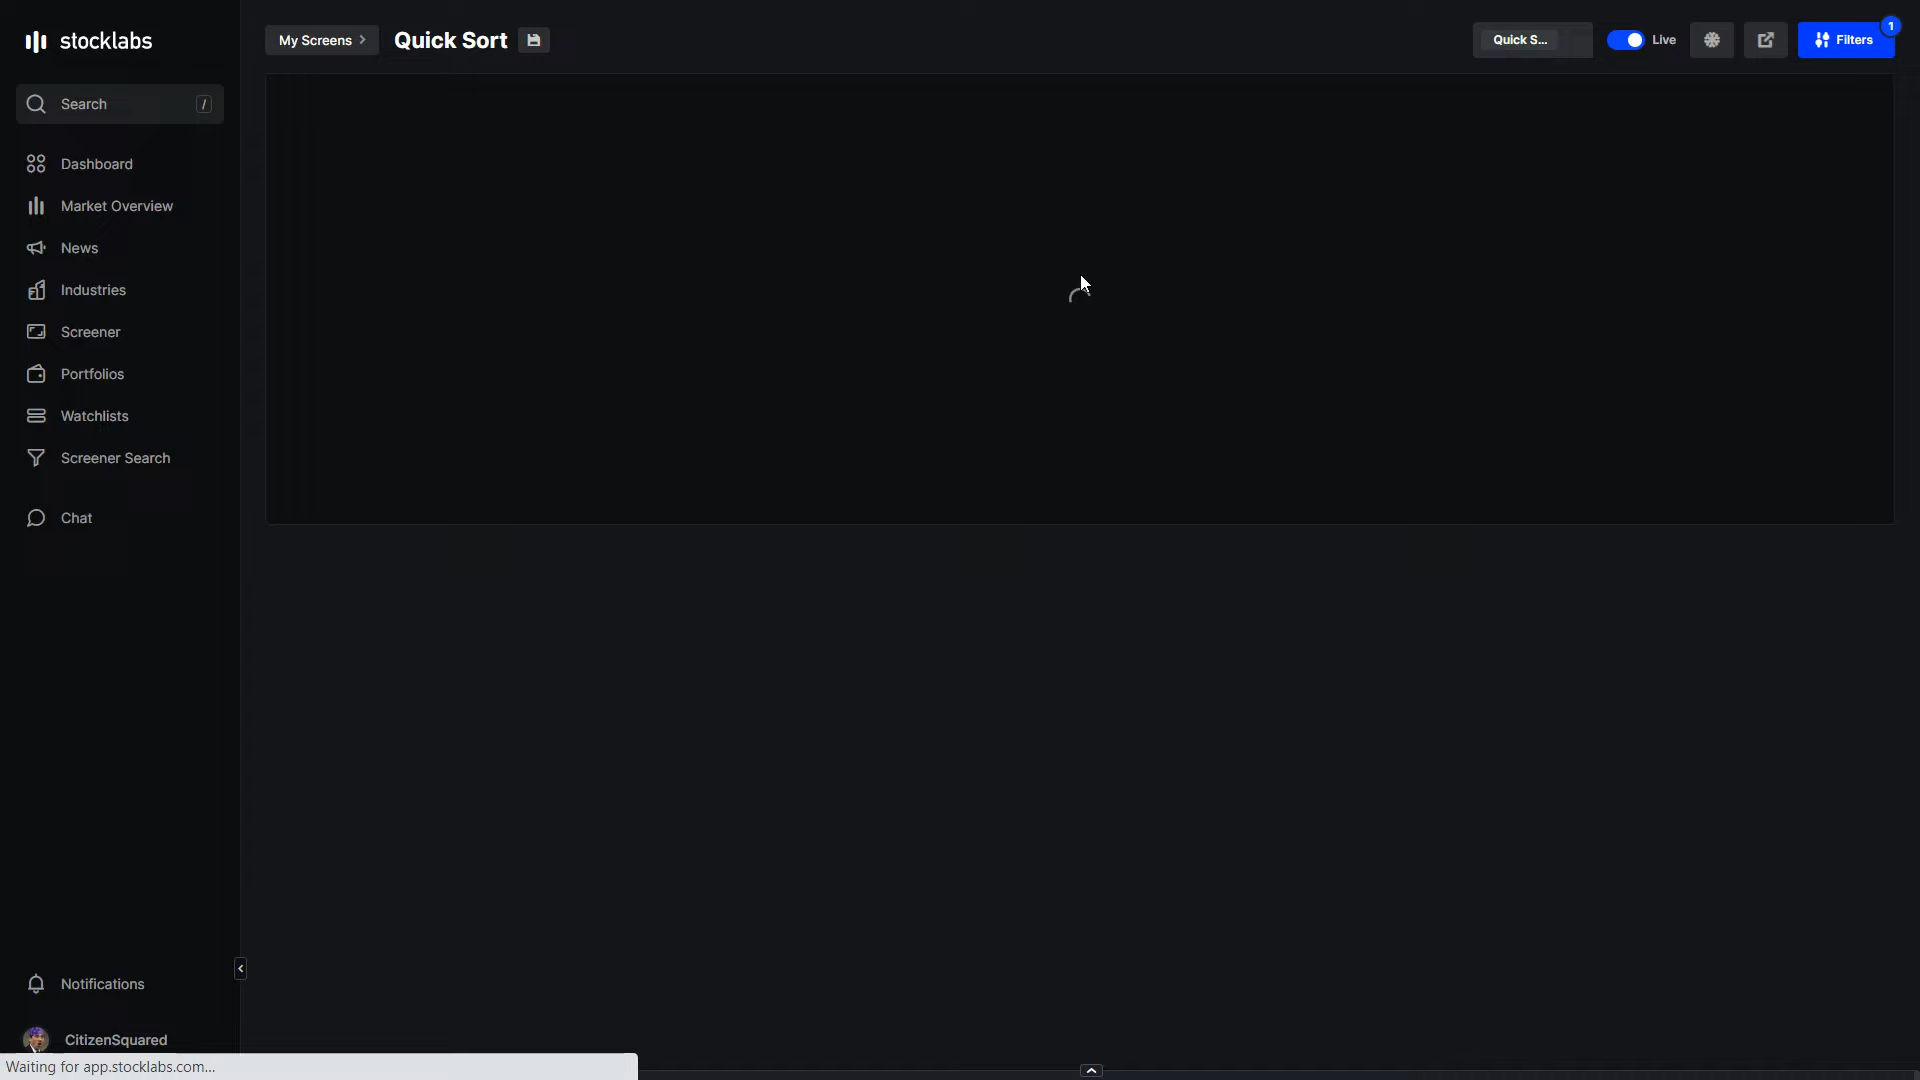 stocklabs
Search /
Dashboard
Market Overview
News
Industries
Screener
Portfolios
Watchlists
Screener Search
Chat
Notifications
CitizenSquared
Waiting for app.stocklabs.com...
My Screens
Quick Sort
Quick S...
Live
Filters
1